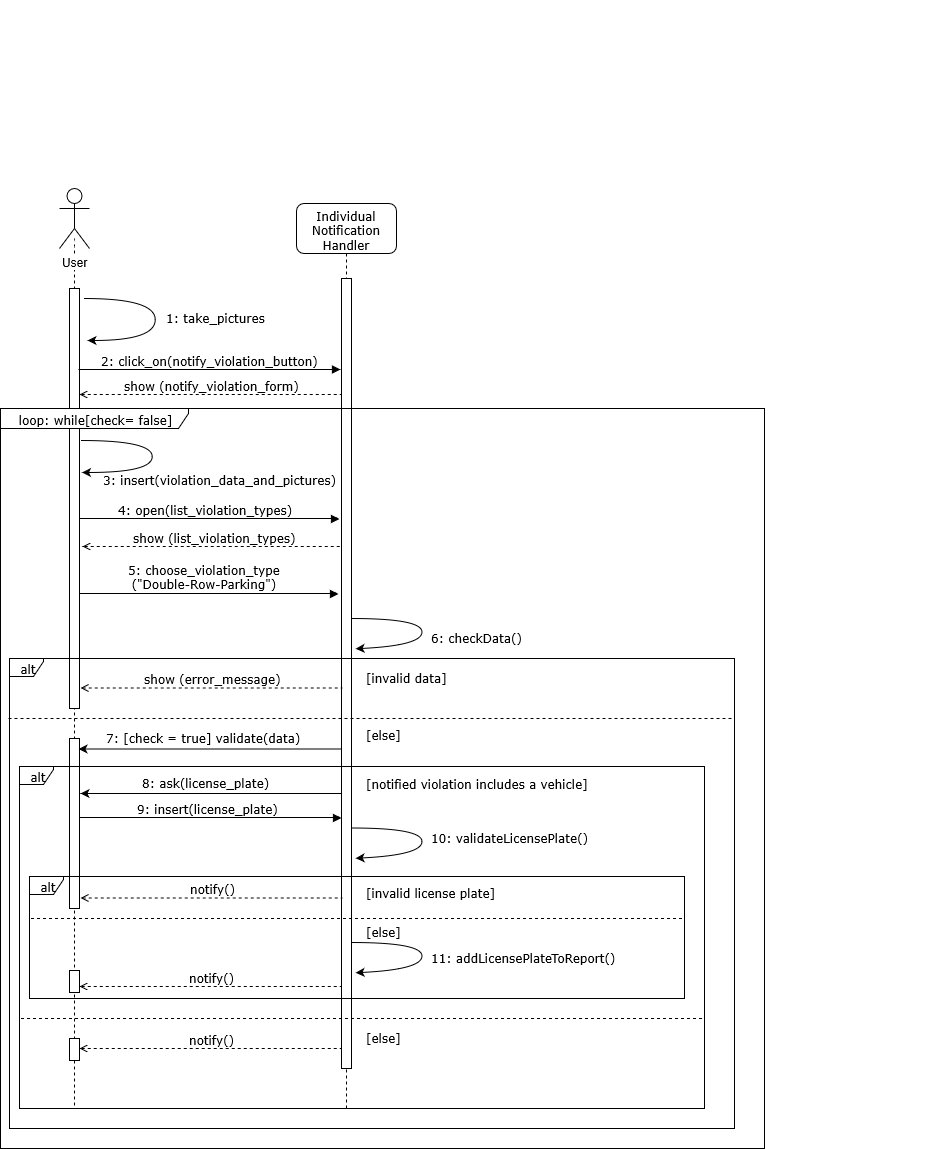 Individual
Notification
Handler
User
1: take_pictures
2: click_on(notify_violation_button)
show (notify_violation_form)
loop: while[check= false]
3: insert(violation_data_and_pictures)
4: open(list_violation_types)
show (list_violation_types)
5: choose_violation_type
("Double-Row-Parking")
6: checkData()
alt
show (error_message)
[invalid data]
7: [check = true] validate(data)
[else]
alt
8: ask(license_plate)
[notified violation includes a vehicle]
9: insert(license_plate)
10: validateLicensePlate()
alt
notify()
[invalid license plate]
[else]
11: addLicensePlateToReport()
notify()
notify()
[else]